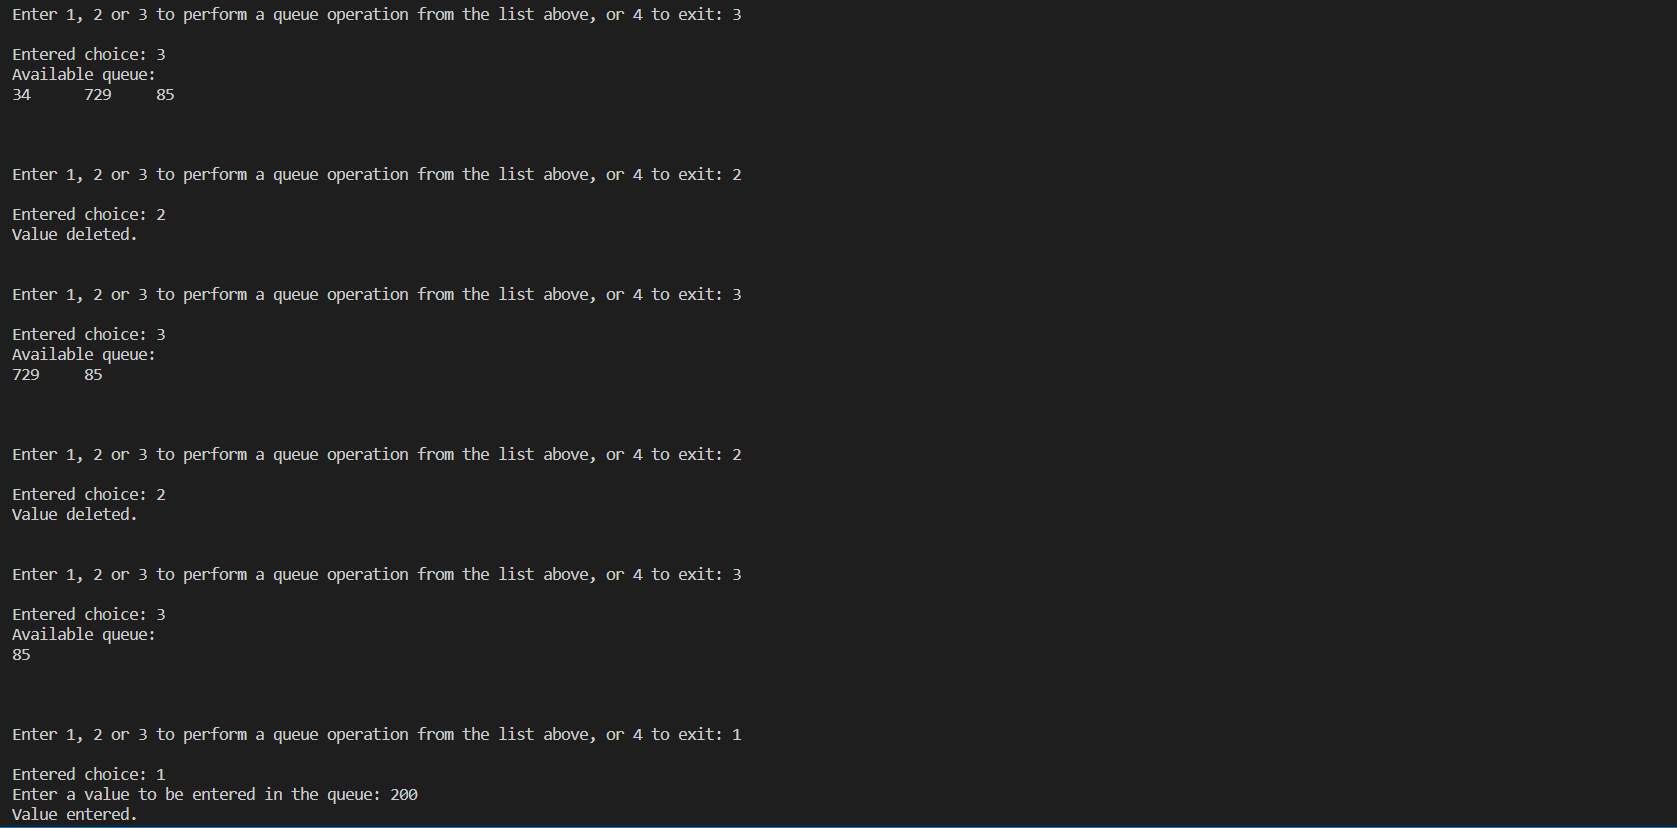 Enter 1, 2 or 3 to perform a queue operation from the list above, or 4 to exit: 3
Entered choice: 3
Available queue:
34 729 85
Enter 1, 2 or 3 to perform a queue operation from the list above, or 4 to exit: 2
Entered choice: 2
Value deleted.
Enter 1, 2 or 3 to perform a queue operation from the list above, or 4 to exit: 3
Entered choice: 3
Available queue:
729 85
Enter 1, 2 or 3 to perform a queue operation from the list above, or 4 to exit: 2
Entered choice: 2
Value deleted.
Enter 1, 2 or 3 to perform a queue operation from the list above, or 4 to exit: 3
Entered choice: 3
Available queue:
85
Enter 1, 2 or 3 to perform a queue operation from the list above, or 4 to exit: 1
Entered choice: 1
Enter a value to be entered in the queue: 200
Value entered.